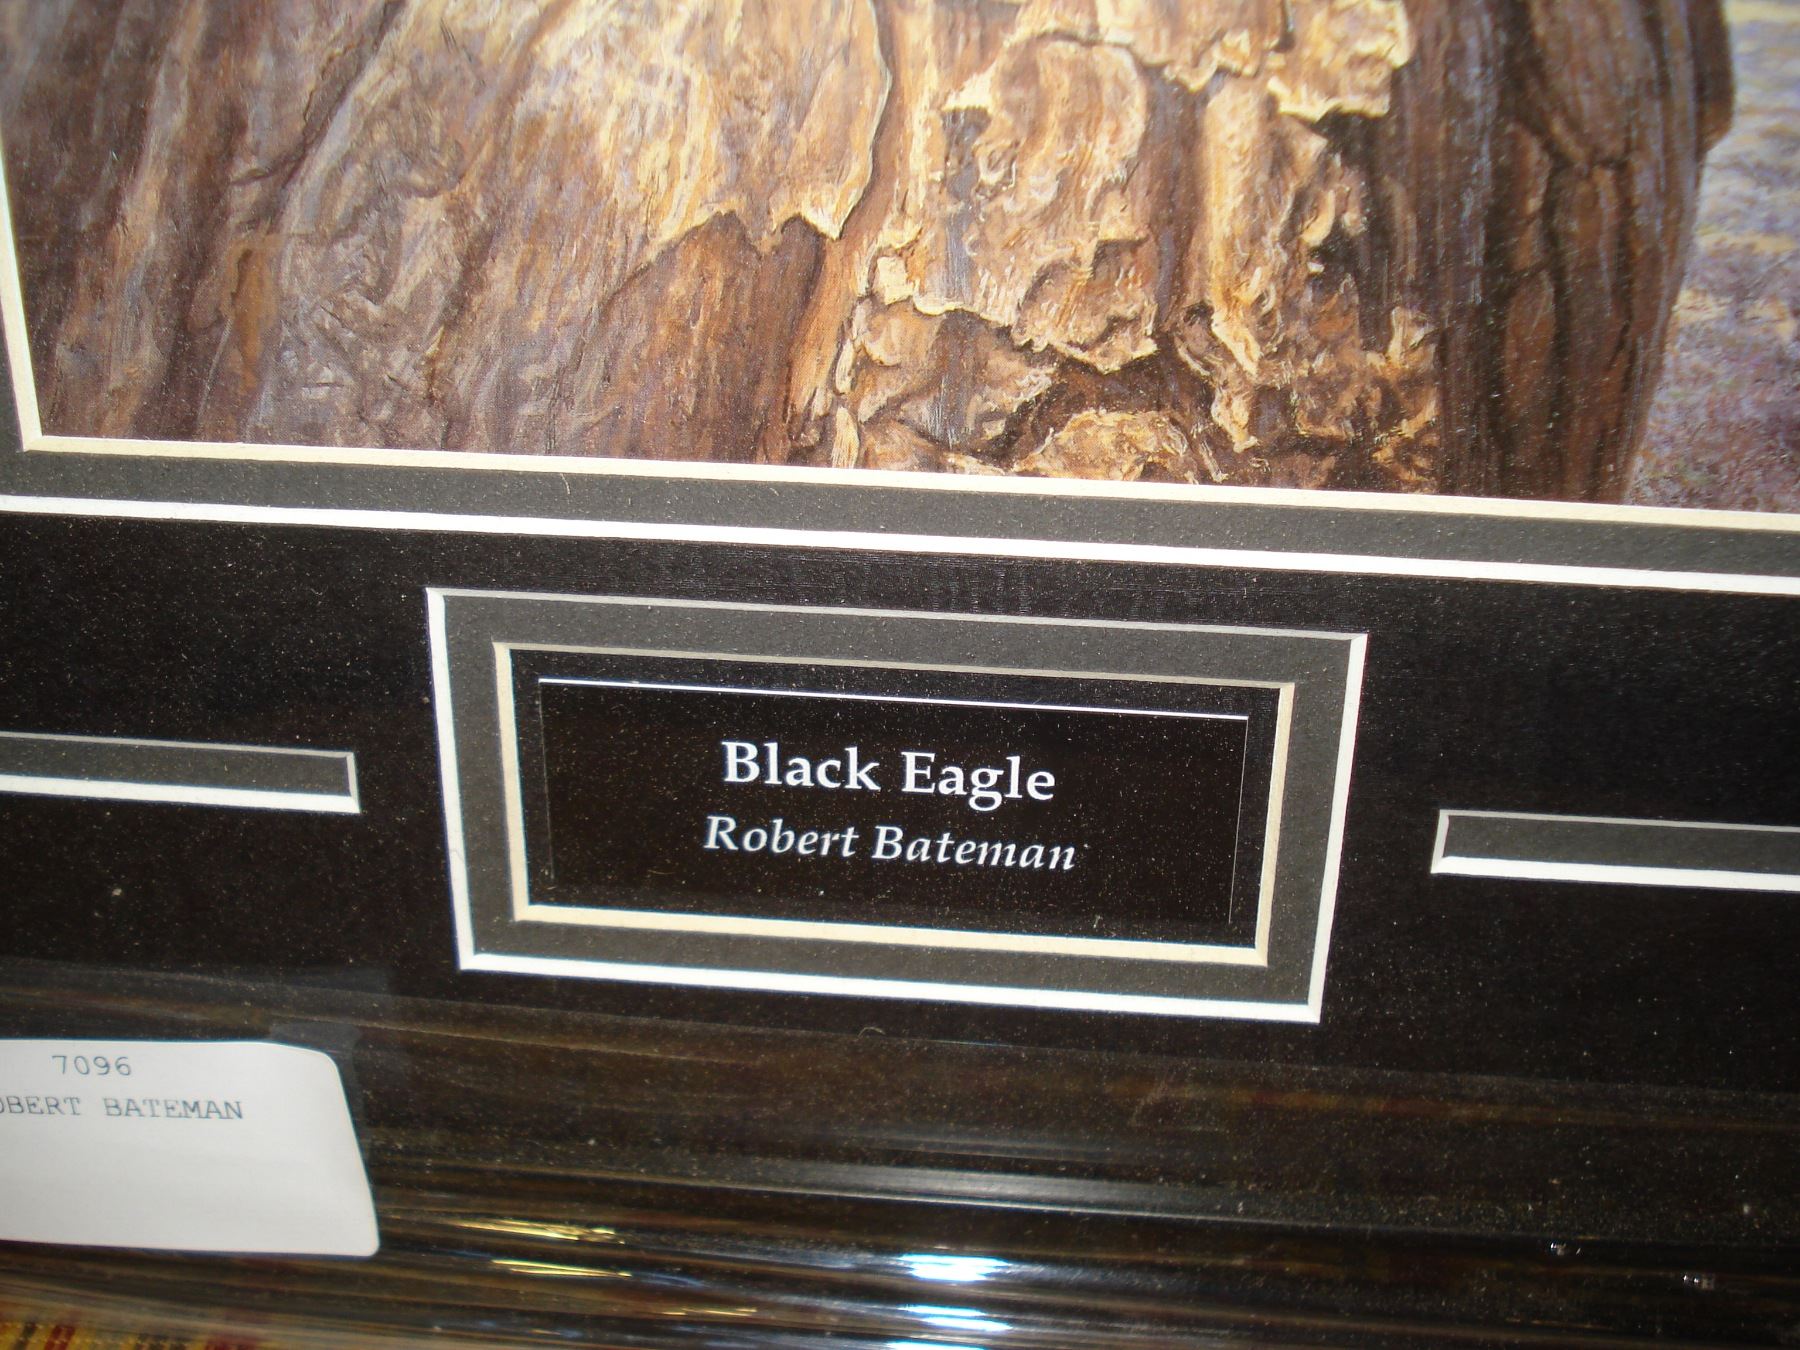 Black Eagle
Robert Bateman
7096
OBERT BATEMAN